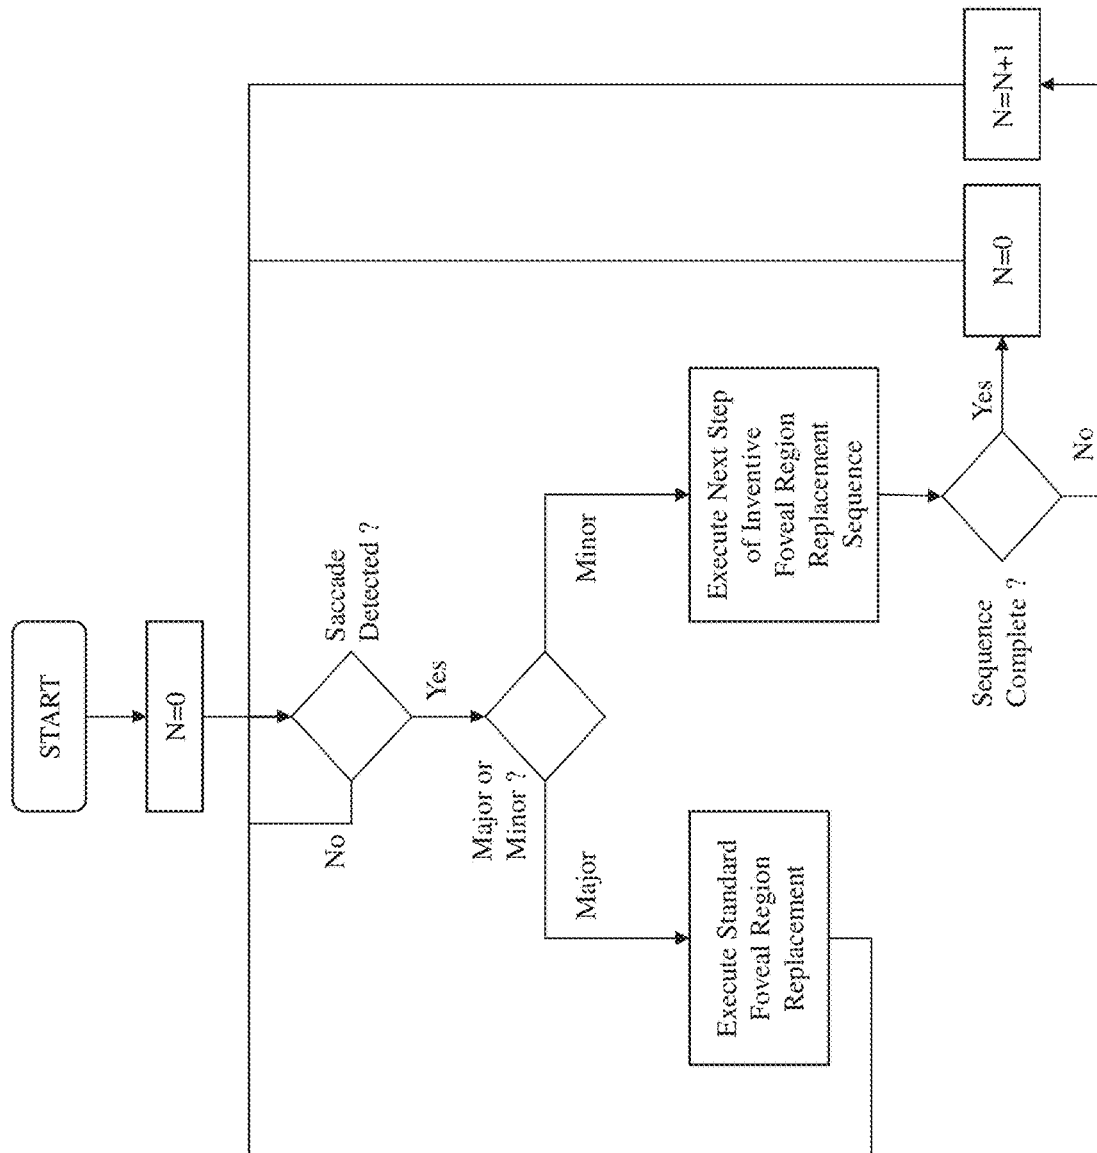 START
N=0
Saccade
Detected ?
No
Yes
Major or
Minor ?
Major
Minor
Execute Standard
Foveal Region
Replacement
Execute Next Step
of Inventive
Foveal Region
Replacement
Sequence
Sequence
Complete ?
Yes
No
N=0
N=N+1